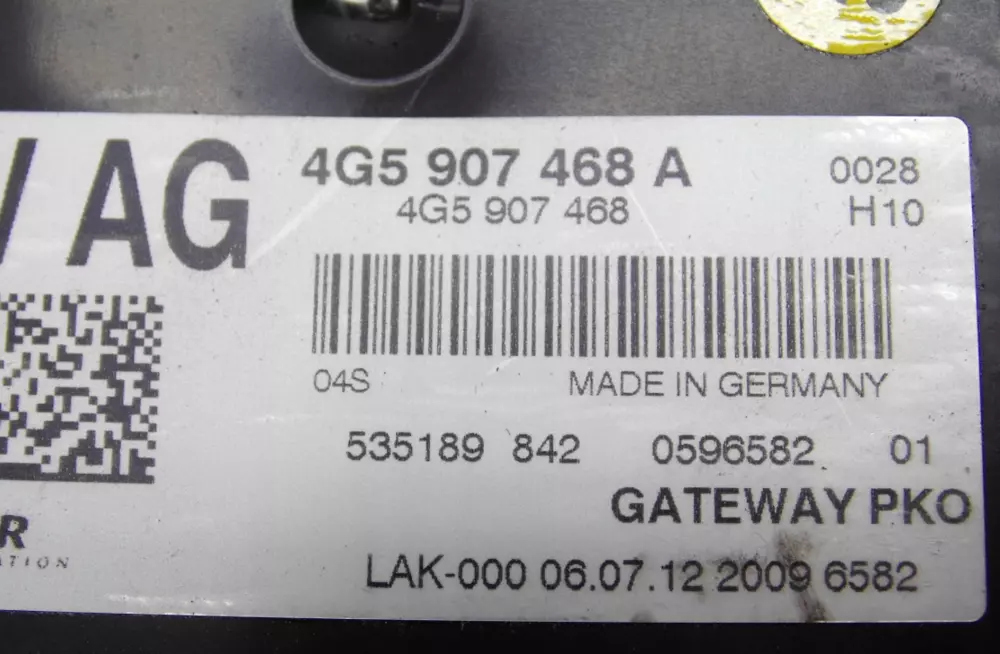 AG
4G5 907 468 A 0028
4G5 907 468 H10
04S MADE IN GERMANY
535189 842 0596582 01
GATEWAY PKO
LAK-000 06.07.12 2009 6582